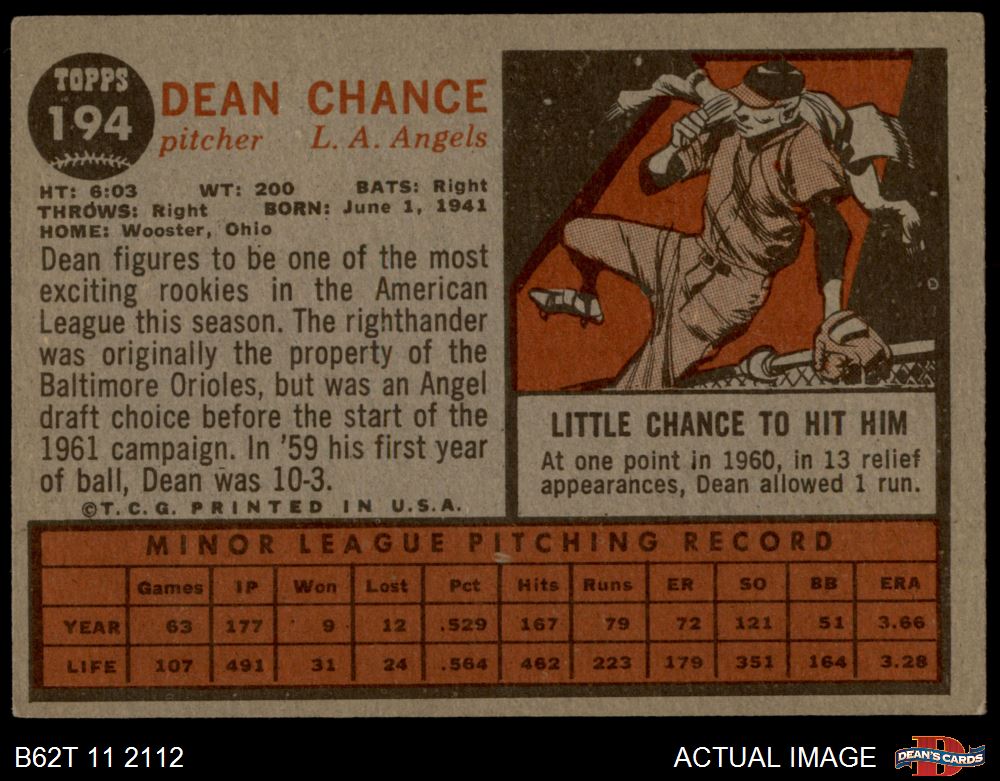 TOPPS
194
DEAN CHANCE
pitcher L. A. Angels
HT: 6:03 WT: 200 BATS: Right
THROWS: Right BORN: June 1, 1941
HOME: Wooster, Ohio
Dean figures to be one of the most
exciting rookies in the American
League this season. The righthander
was originally the property of the
Baltimore Orioles, but was an Angel
draft choice before the start of the
1961 campaign. In '59 his first year
of ball, Dean was 10-3.
©T.C.G. PRINTED IN U.S.A.
LITTLE CHANCE TO HIT HIM
At one point in 1960, in 13 relief
appearances, Dean allowed 1 run.
MINOR LEAGUE PITCHING RECORD
Games IP Won Lost Pct Hits Runs ER SO BB ERA
YEAR 63 177 9 12 .529 167 79 72 121 51 3.66
LIFE 107 491 31 24 .564 462 223 179 351 164 3.28
B62T 11 2112 ACTUAL IMAGE D DEAN'S CARDS